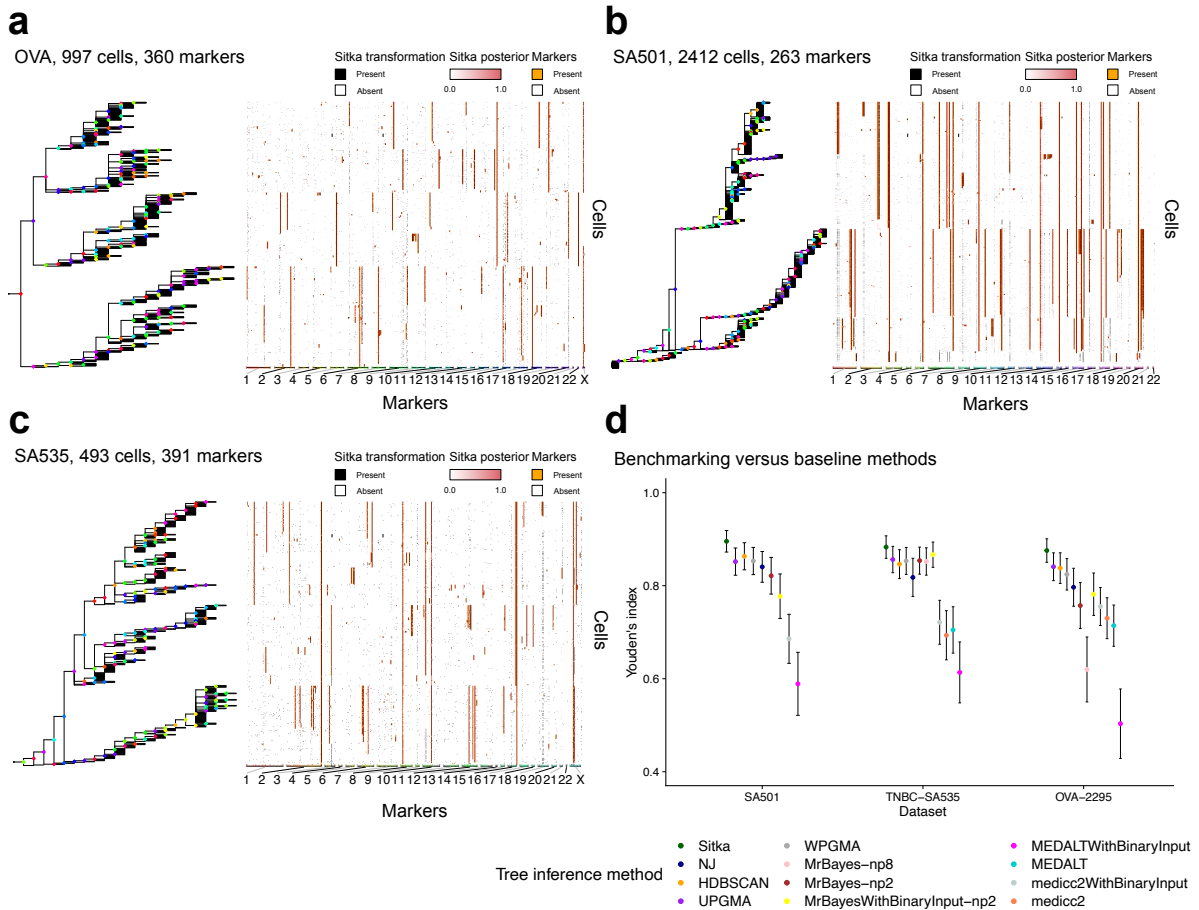 a
OVA, 997 cells, 360 markers
Sitka transformation Sitka posterior Markers
Present
Absent
0.0 1.0
Present
Absent
Cells
1 2 3 4 6 7 8 9 10 11 12 13 14 15 16 17 18 19 20 22 X
Markers
b
SA501, 2412 cells, 263 markers
Sitka transformation Sitka posterior Markers
Present
Absent
0.0 1.0
Present
Absent
Cells
1 3 4 5 6 7 8 9 10 11 12 13 14 15 16 17 19 20 21 22
Markers
c
SA535, 493 cells, 391 markers
Sitka transformation Sitka posterior Markers
Present
Absent
0.0 1.0
Present
Absent
Cells
1 2 3 4 6 7 8 9 10 11 12 13 14 15 16 17 18 19 20 21 22 X
Markers
d
Benchmarking versus baseline methods
Youden's index
1.0
0.8
0.6
0.4
SA501 TNBC−SA535 OVA−2295
Dataset
Tree inference method
Sitka
NJ
HDBSCAN
UPGMA
WPGMA
MrBayes−np8
MrBayes−np2
MrBayesWithBinaryInput−np2
MEDALTWithBinaryInput
MEDALT
medicc2WithBinaryInput
medicc2